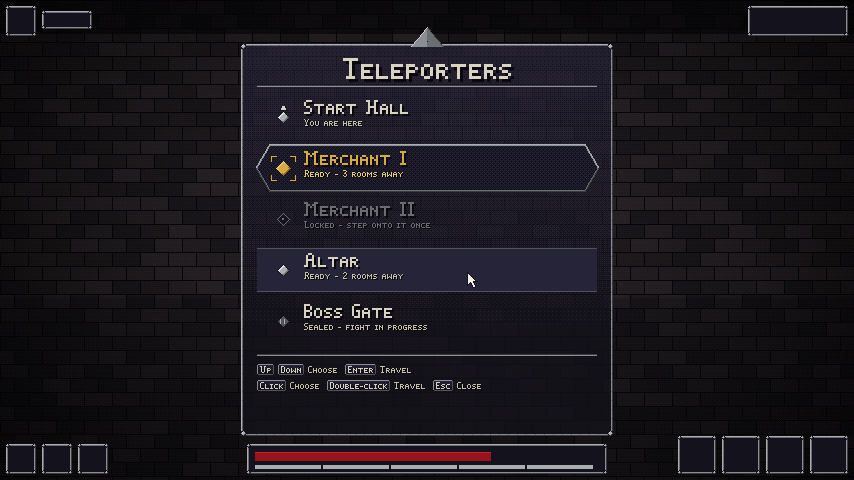 Teleporters
Start Hall
You are here
Merchant I
Ready - 3 rooms away
Merchant II
Locked - step onto it once
Altar
Ready - 2 rooms away
Boss Gate
Sealed - fight in progress
Up Down Choose Enter Travel
Click Choose Double-click Travel Esc Close